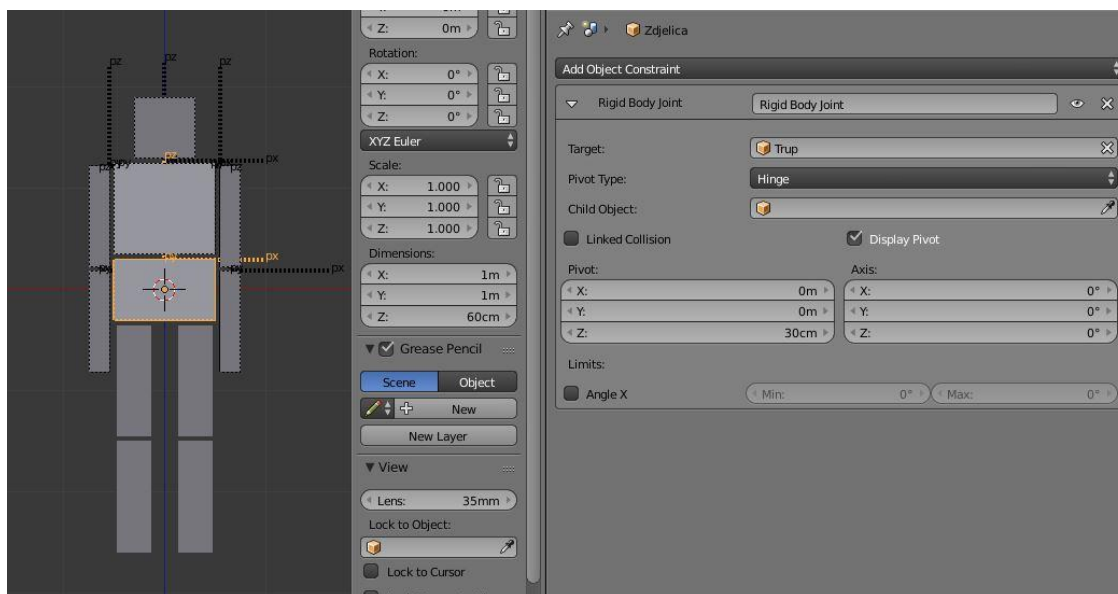 pz
pz
pz
pz
px
pz
pz
px
px
Z: 0m
Rotation:
X: 0°
Y: 0°
Z: 0°
XYZ Euler
Scale:
X: 1.000
Y: 1.000
Z: 1.000
Dimensions:
X: 1m
Y: 1m
Z: 60cm
Grease Pencil
Scene Object
New
New Layer
View
Lens: 35mm
Lock to Object:
Lock to Cursor
Zdjelica
Add Object Constraint
Rigid Body Joint Rigid Body Joint
Target: Trup
Pivot Type: Hinge
Child Object:
Linked Collision Display Pivot
Pivot: Axis:
X: 0m X: 0°
Y: 0m Y: 0°
Z: 30cm Z: 0°
Limits:
Angle X Min: 0° Max: 0°